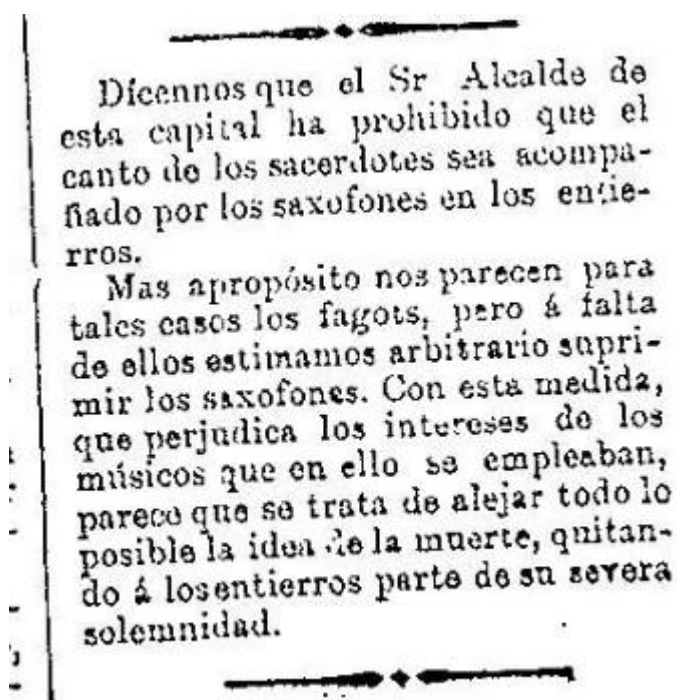 Dícennos que el Sr Alcalde de
esta capital ha prohibido que el
canto de los sacerdotes sea acompa-
ñado por los saxofones en los entie-
rros.
Mas apropósito nos parecen para
tales casos los fagots, pero á falta
de ellos estimamos arbitrario supri-
mir los saxofones. Con esta medida,
que perjudica los intereses de los
músicos que en ello se empleaban,
parece que se trata de alejar todo lo
posible la idea de la muerte, quitan-
do á los entierros parte de su severa
solemnidad.